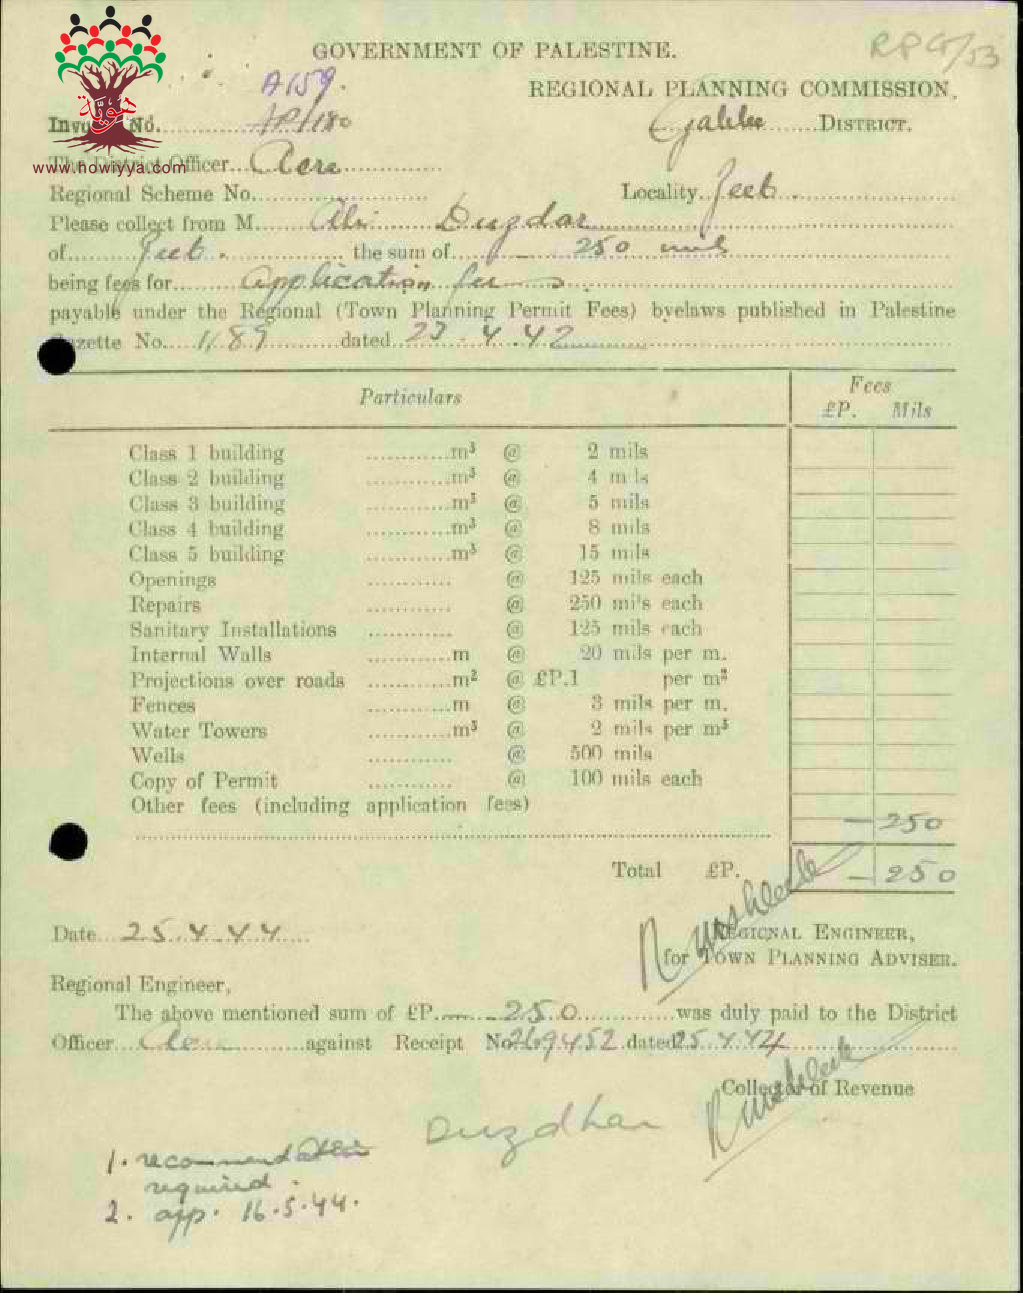 GOVERNMENT OF PALESTINE.
RPG/53
A159.
REGIONAL PLANNING COMMISSION.
Invoice No. AP/180
Galilee DISTRICT.
هوية
www.howiyya.com
The District Officer Acre
Regional Scheme No. Locality Zeeb
Please collect from M. Ali Duzdar
of Zeeb the sum of - 250 mils
being fees for Application fees.
payable under the Regional (Town Planning Permit Fees) byelaws published in Palestine
Gazette No. 1189 dated 23.4.42
Particulars Fees
£P. Mils
Class 1 building m³ @ 2 mils
Class 2 building m³ @ 4 mils
Class 3 building m³ @ 5 mils
Class 4 building m³ @ 8 mils
Class 5 building m³ @ 15 mils
Openings @ 125 mils each
Repairs @ 250 mils each
Sanitary Installations @ 125 mils each
Internal Walls m @ 20 mils per m.
Projections over roads m² @ £P.1 per m²
Fences m @ 3 mils per m.
Water Towers m³ @ 2 mils per m³
Wells @ 500 mils
Copy of Permit @ 100 mils each
Other fees (including application fees)
- 250
Total £P. - 250
Date 25.4.44
REGIONAL ENGINEER,
for TOWN PLANNING ADVISER.
Regional Engineer,
The above mentioned sum of £P. - 250 was duly paid to the District
Officer Acre against Receipt No. 269452 dated 25.4.44
Collector of Revenue
Duzdhar
1. recommendation
required.
2. app. 16.5.44.